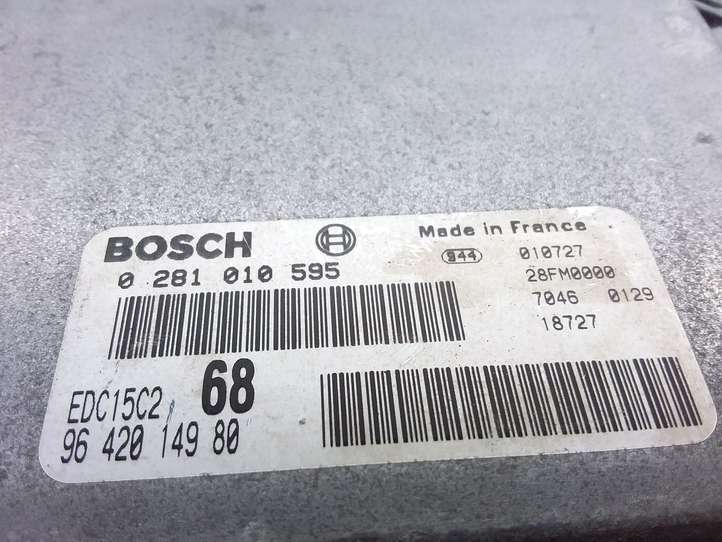 BOSCH
Made in France
0 281 010 595
944 010727
28FM0000
7046 0129
18727
EDC15C2 68
96 420 149 80